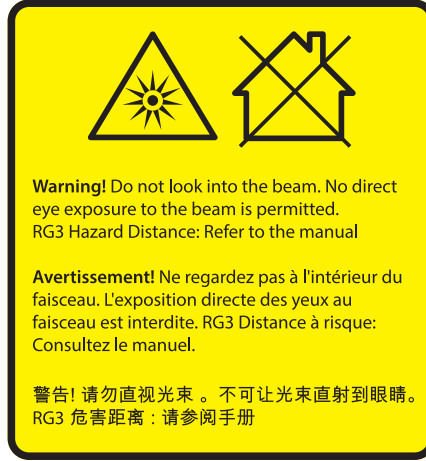 Warning! Do not look into the beam. No direct
eye exposure to the beam is permitted.
RG3 Hazard Distance: Refer to the manual
Avertissement! Ne regardez pas à l'intérieur du
faisceau. L'exposition directe des yeux au
faisceau est interdite. RG3 Distance à risque:
Consultez le manuel.
警告! 请勿直视光束 。不可让光束直射到眼睛。
RG3 危害距离：请参阅手册